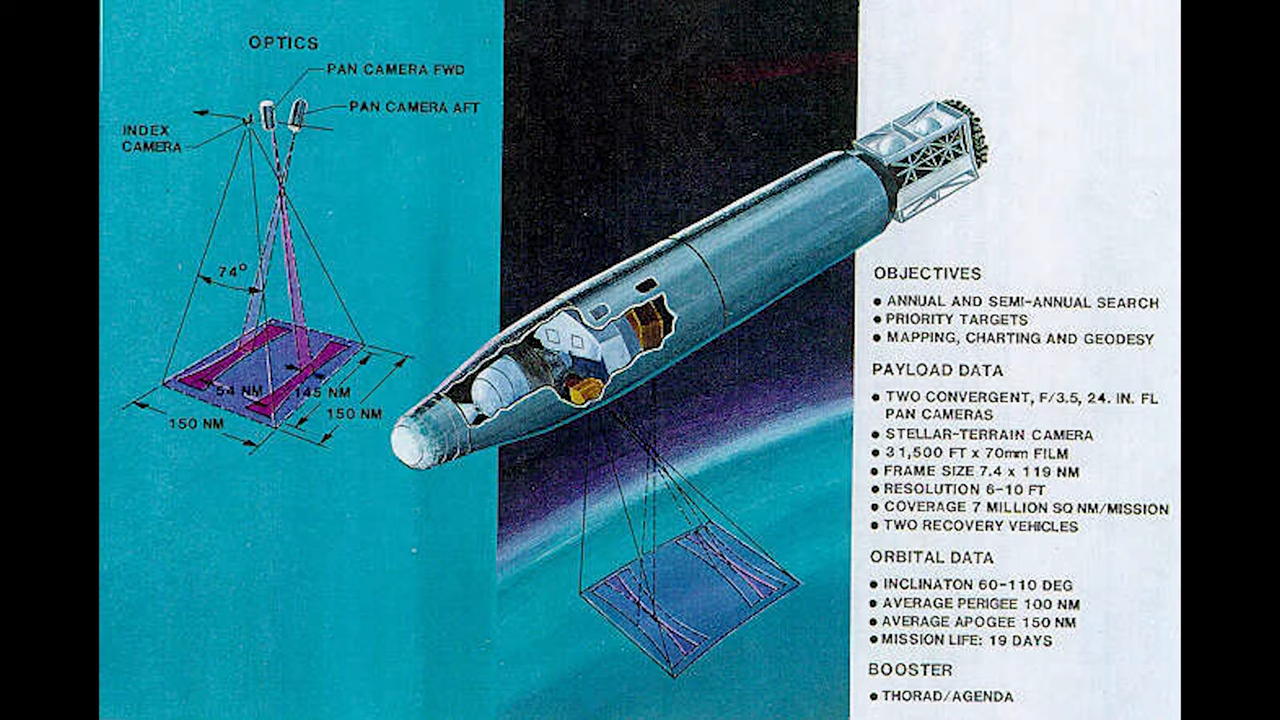 OPTICS
PAN CAMERA FWD
PAN CAMERA AFT
INDEX
CAMERA
74°
54 NM
145 NM
150 NM
150 NM
OBJECTIVES
● ANNUAL AND SEMI-ANNUAL SEARCH
● PRIORITY TARGETS
● MAPPING, CHARTING AND GEODESY
PAYLOAD DATA
● TWO CONVERGENT, F/3.5, 24. IN. FL
PAN CAMERAS
● STELLAR-TERRAIN CAMERA
● 31,500 FT x 70mm FILM
● FRAME SIZE 7.4 x 119 NM
● RESOLUTION 6-10 FT
● COVERAGE 7 MILLION SQ NM/MISSION
● TWO RECOVERY VEHICLES
ORBITAL DATA
● INCLINATON 60-110 DEG
● AVERAGE PERIGEE 100 NM
● AVERAGE APOGEE 150 NM
● MISSION LIFE: 19 DAYS
BOOSTER
● THORAD/AGENDA